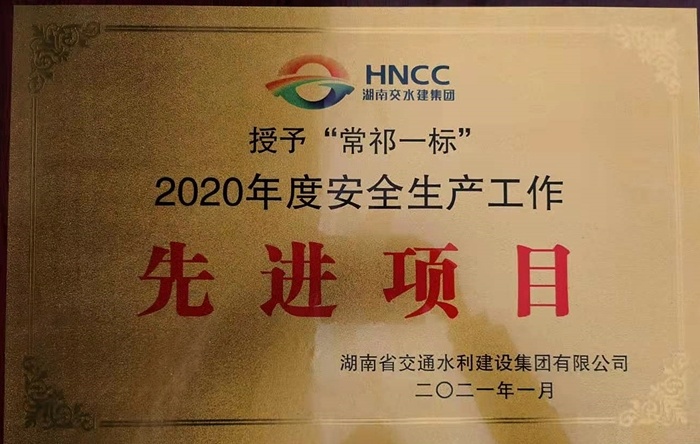 HNCC
湖南交水建集团
授予“常祁一标”
2020年度安全生产工作
先进项目
湖南省交通水利建设集团有限公司
二〇二一年一月